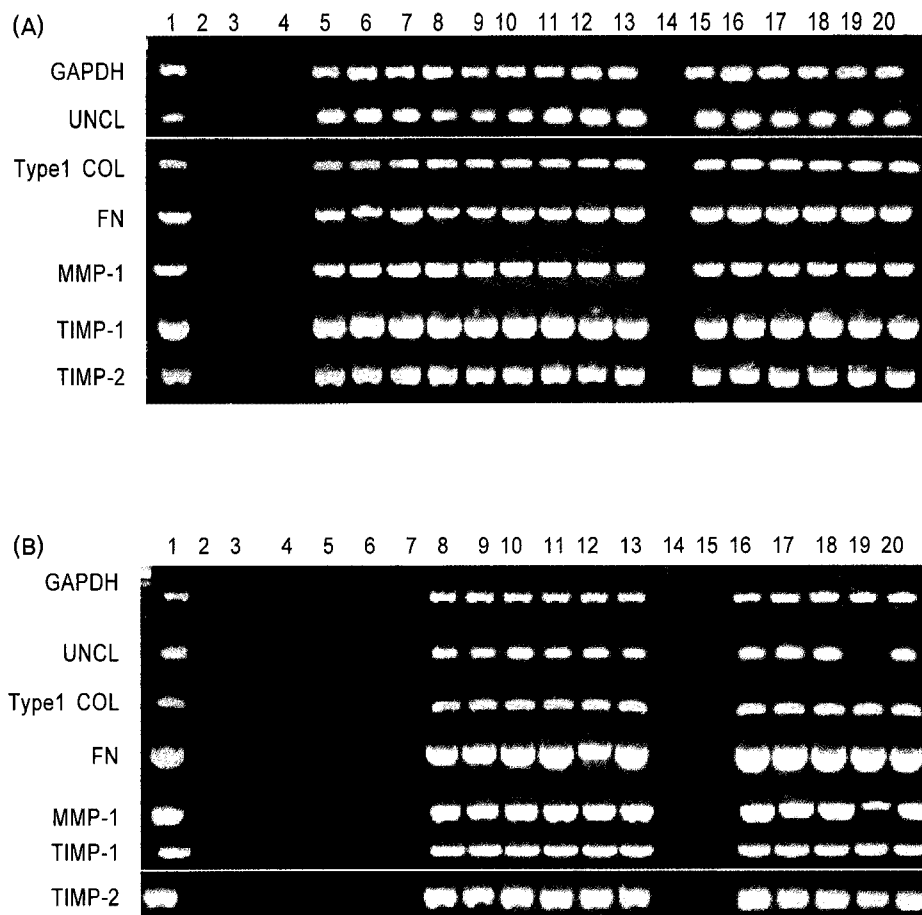 (A) 1 2 3 4 5 6 7 8 9 10 11 12 13 14 15 16 17 18 19 20
GAPDH
UNCL
Type1 COL
FN
MMP-1
TIMP-1
TIMP-2
(B) 1 2 3 4 5 6 7 8 9 10 11 12 13 14 15 16 17 18 19 20
GAPDH
UNCL
Type1 COL
FN
MMP-1
TIMP-1
TIMP-2